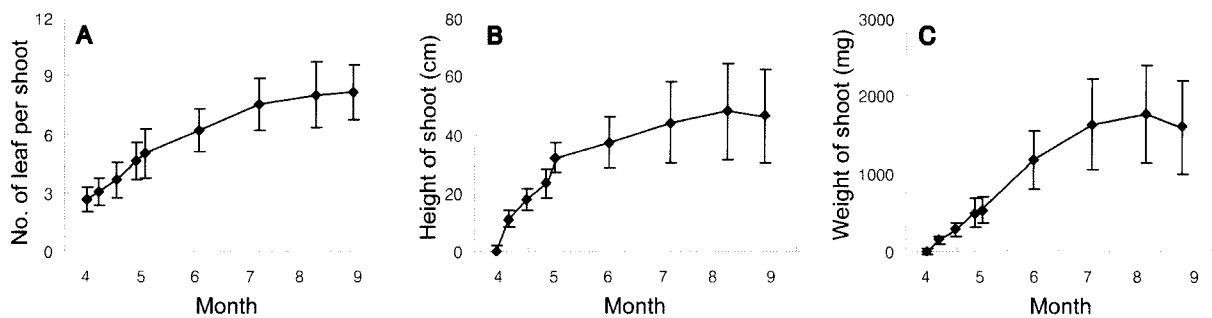 A
No. of leaf per shoot
12
9
6
3
0
4 5 6 7 8 9
Month
B
Height of shoot (cm)
80
60
40
20
0
4 5 6 7 8 9
Month
C
Weight of shoot (mg)
3000
2000
1000
0
4 5 6 7 8 9
Month